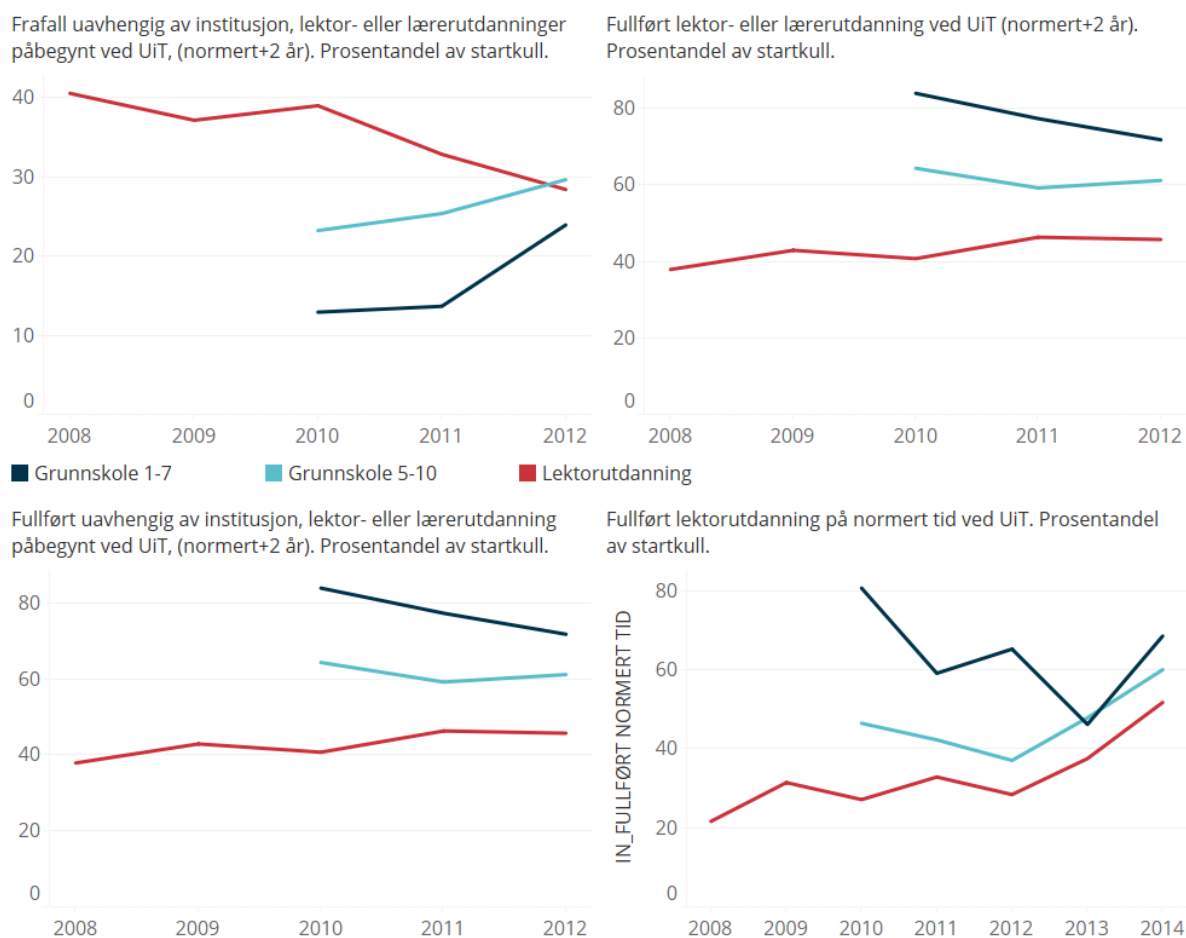 Frafall uavhengig av institusjon, lektor- eller lærerutdanninger
påbegynt ved UiT, (normert+2 år). Prosentandel av startkull.
40
30
20
10
0
2008 2009 2010 2011 2012
Fullført lektor- eller lærerutdanning ved UiT (normert+2 år).
Prosentandel av startkull.
80
60
40
20
0
2008 2009 2010 2011 2012
Grunnskole 1-7 Grunnskole 5-10 Lektorutdanning
Fullført uavhengig av institusjon, lektor- eller lærerutdanning
påbegynt ved UiT, (normert+2 år). Prosentandel av startkull.
80
60
40
20
0
2008 2009 2010 2011 2012
Fullført lektorutdanning på normert tid ved UiT. Prosentandel
av startkull.
IN_FULLFØRT NORMERT TID
80
60
40
20
0
2008 2009 2010 2011 2012 2013 2014